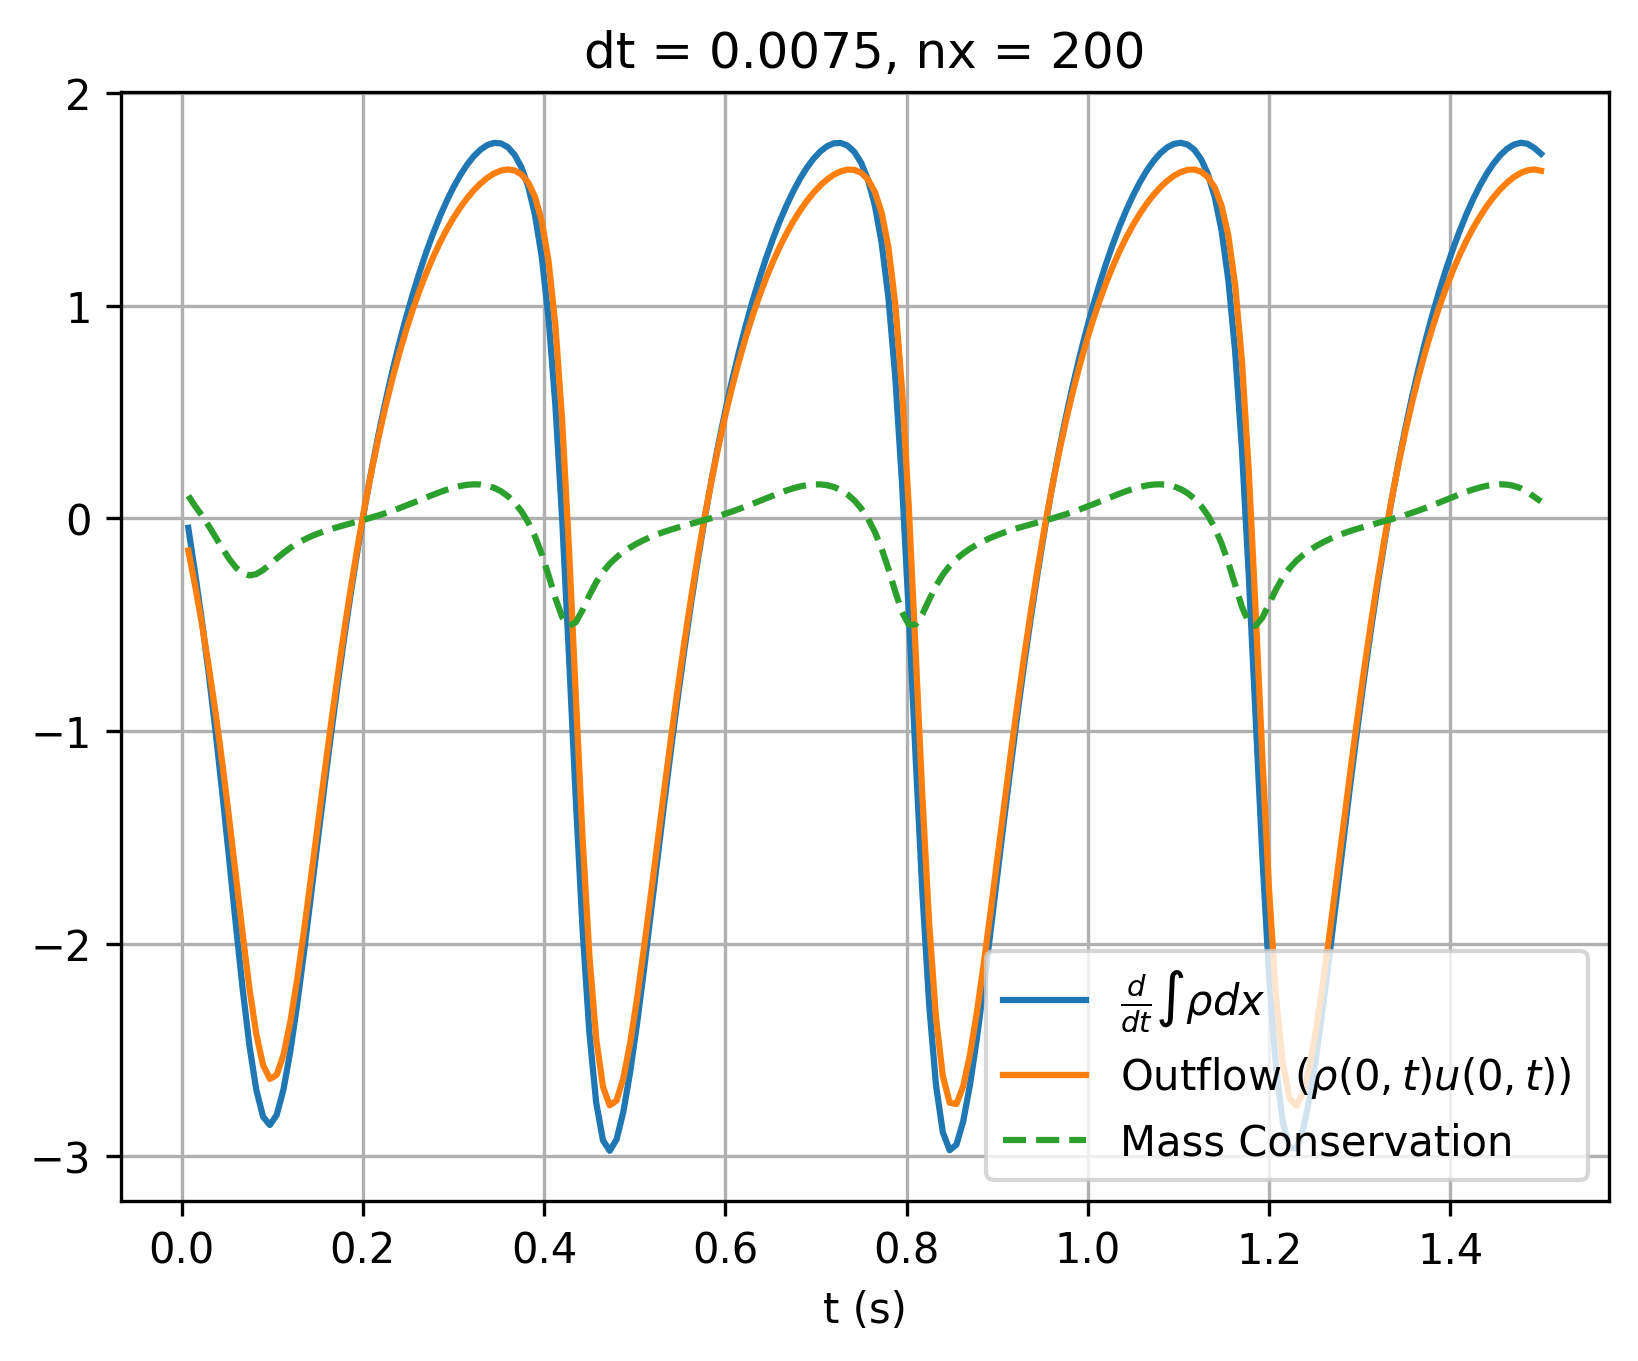 dt = 0.0075, nx = 200
2
1
0
−1
−2
−3
d/dt ∫ρdx
Outflow (ρ(0, t)u(0, t))
Mass Conservation
0.0 0.2 0.4 0.6 0.8 1.0 1.2 1.4
t (s)